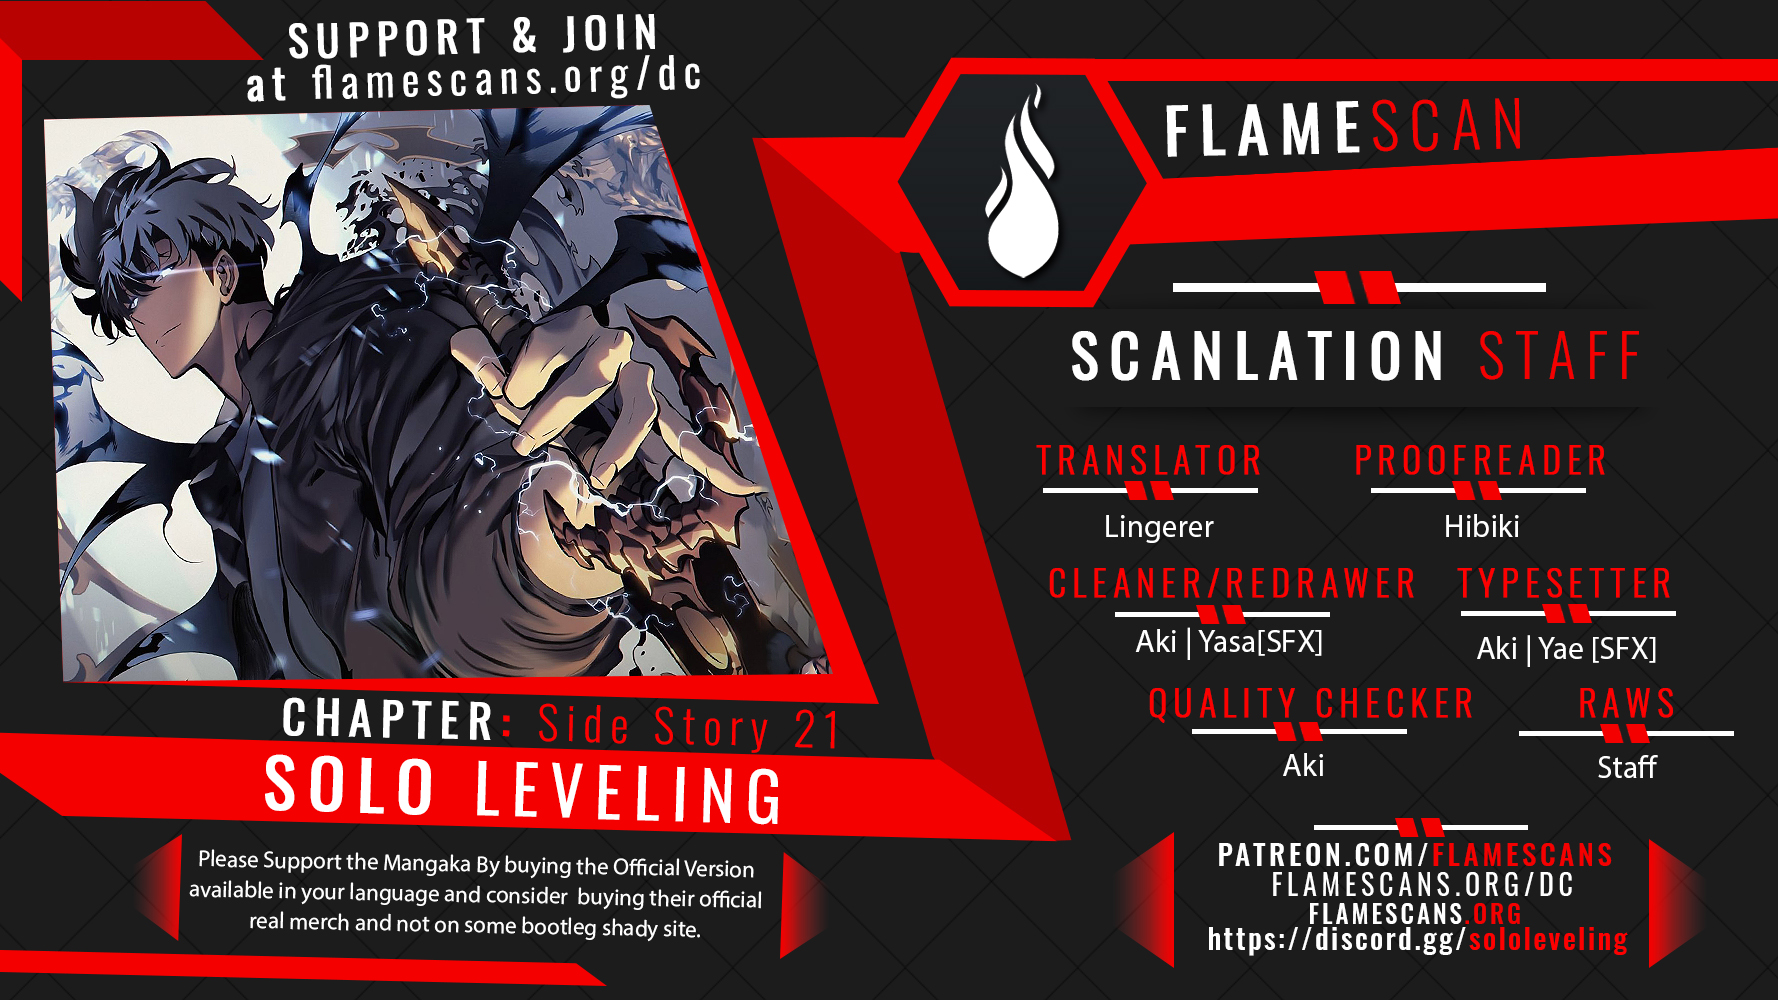 SUPPORT & JOIN
at flamescans.org/dc
CHAPTER: Side Story 21
SOLO LEVELING
Please Support the Mangaka By buying the Official Version
available in your language and consider buying their official
real merch and not on some bootleg shady site.
FLAMESCAN
SCANLATION STAFF
TRANSLATOR
Lingerer
PROOFREADER
Hibiki
CLEANER/REDRAWER
Aki | Yasa[SFX]
TYPESETTER
Aki | Yae [SFX]
QUALITY CHECKER
Aki
RAWS
Staff
PATREON.COM/FLAMESCANS
FLAMESCANS.ORG/DC
FLAMESCANS.ORG
https://discord.gg/sololeveling